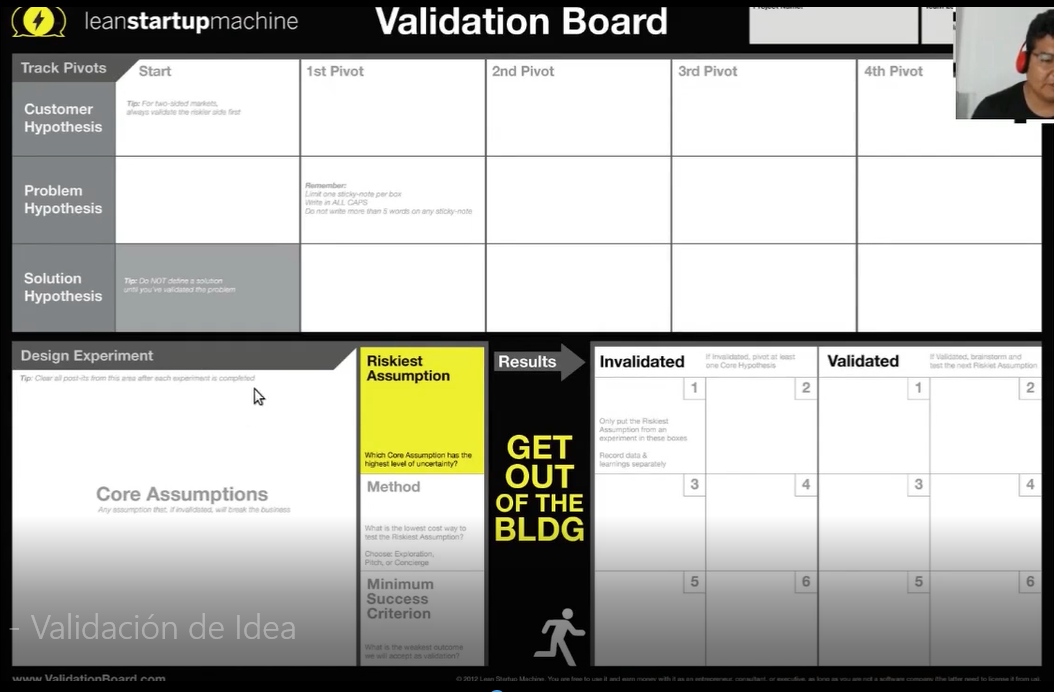 leanstartupmachine
Validation Board
Project Name:
Track Pivots
Start
1st Pivot
2nd Pivot
3rd Pivot
4th Pivot
Customer
Hypothesis
Tip: For two-sided markets,
always validate the riskier side first
Problem
Hypothesis
Remember:
Limit one sticky-note per box
Write in ALL CAPS
Do not write more than 5 words on any sticky-note
Solution
Hypothesis
Tip: Do NOT define a solution
until you've validated the problem
Design Experiment
Tip: Clear all post-its from this area after each experiment is completed
Core Assumptions
Any assumption that, if invalidated, will break the business
Riskiest
Assumption
Which Core Assumption has the
highest level of uncertainty?
Method
What is the lowest cost way to
test the Riskiest Assumption?
Choose: Exploration,
Pitch, or Concierge
Minimum
Success
Criterion
What is the weakest outcome
we will accept as validation?
Results
GET
OUT
OF THE
BLDG
Invalidated
If Invalidated, pivot at least
one Core Hypothesis
1
2
Only put the Riskiest
Assumption from an
experiment in these boxes
Record data &
learnings separately
3
4
5
6
Validated
If Validated, brainstorm and
test the next Riskiet Assumption
1
2
3
4
5
6
- Validación de Idea
www.ValidationBoard.com
© 2012 Lean Startup Machine. You are free to use it and earn money with it as an entrepreneur, consultant, or executive, as long as you are not a software company (the latter need to license it from us).